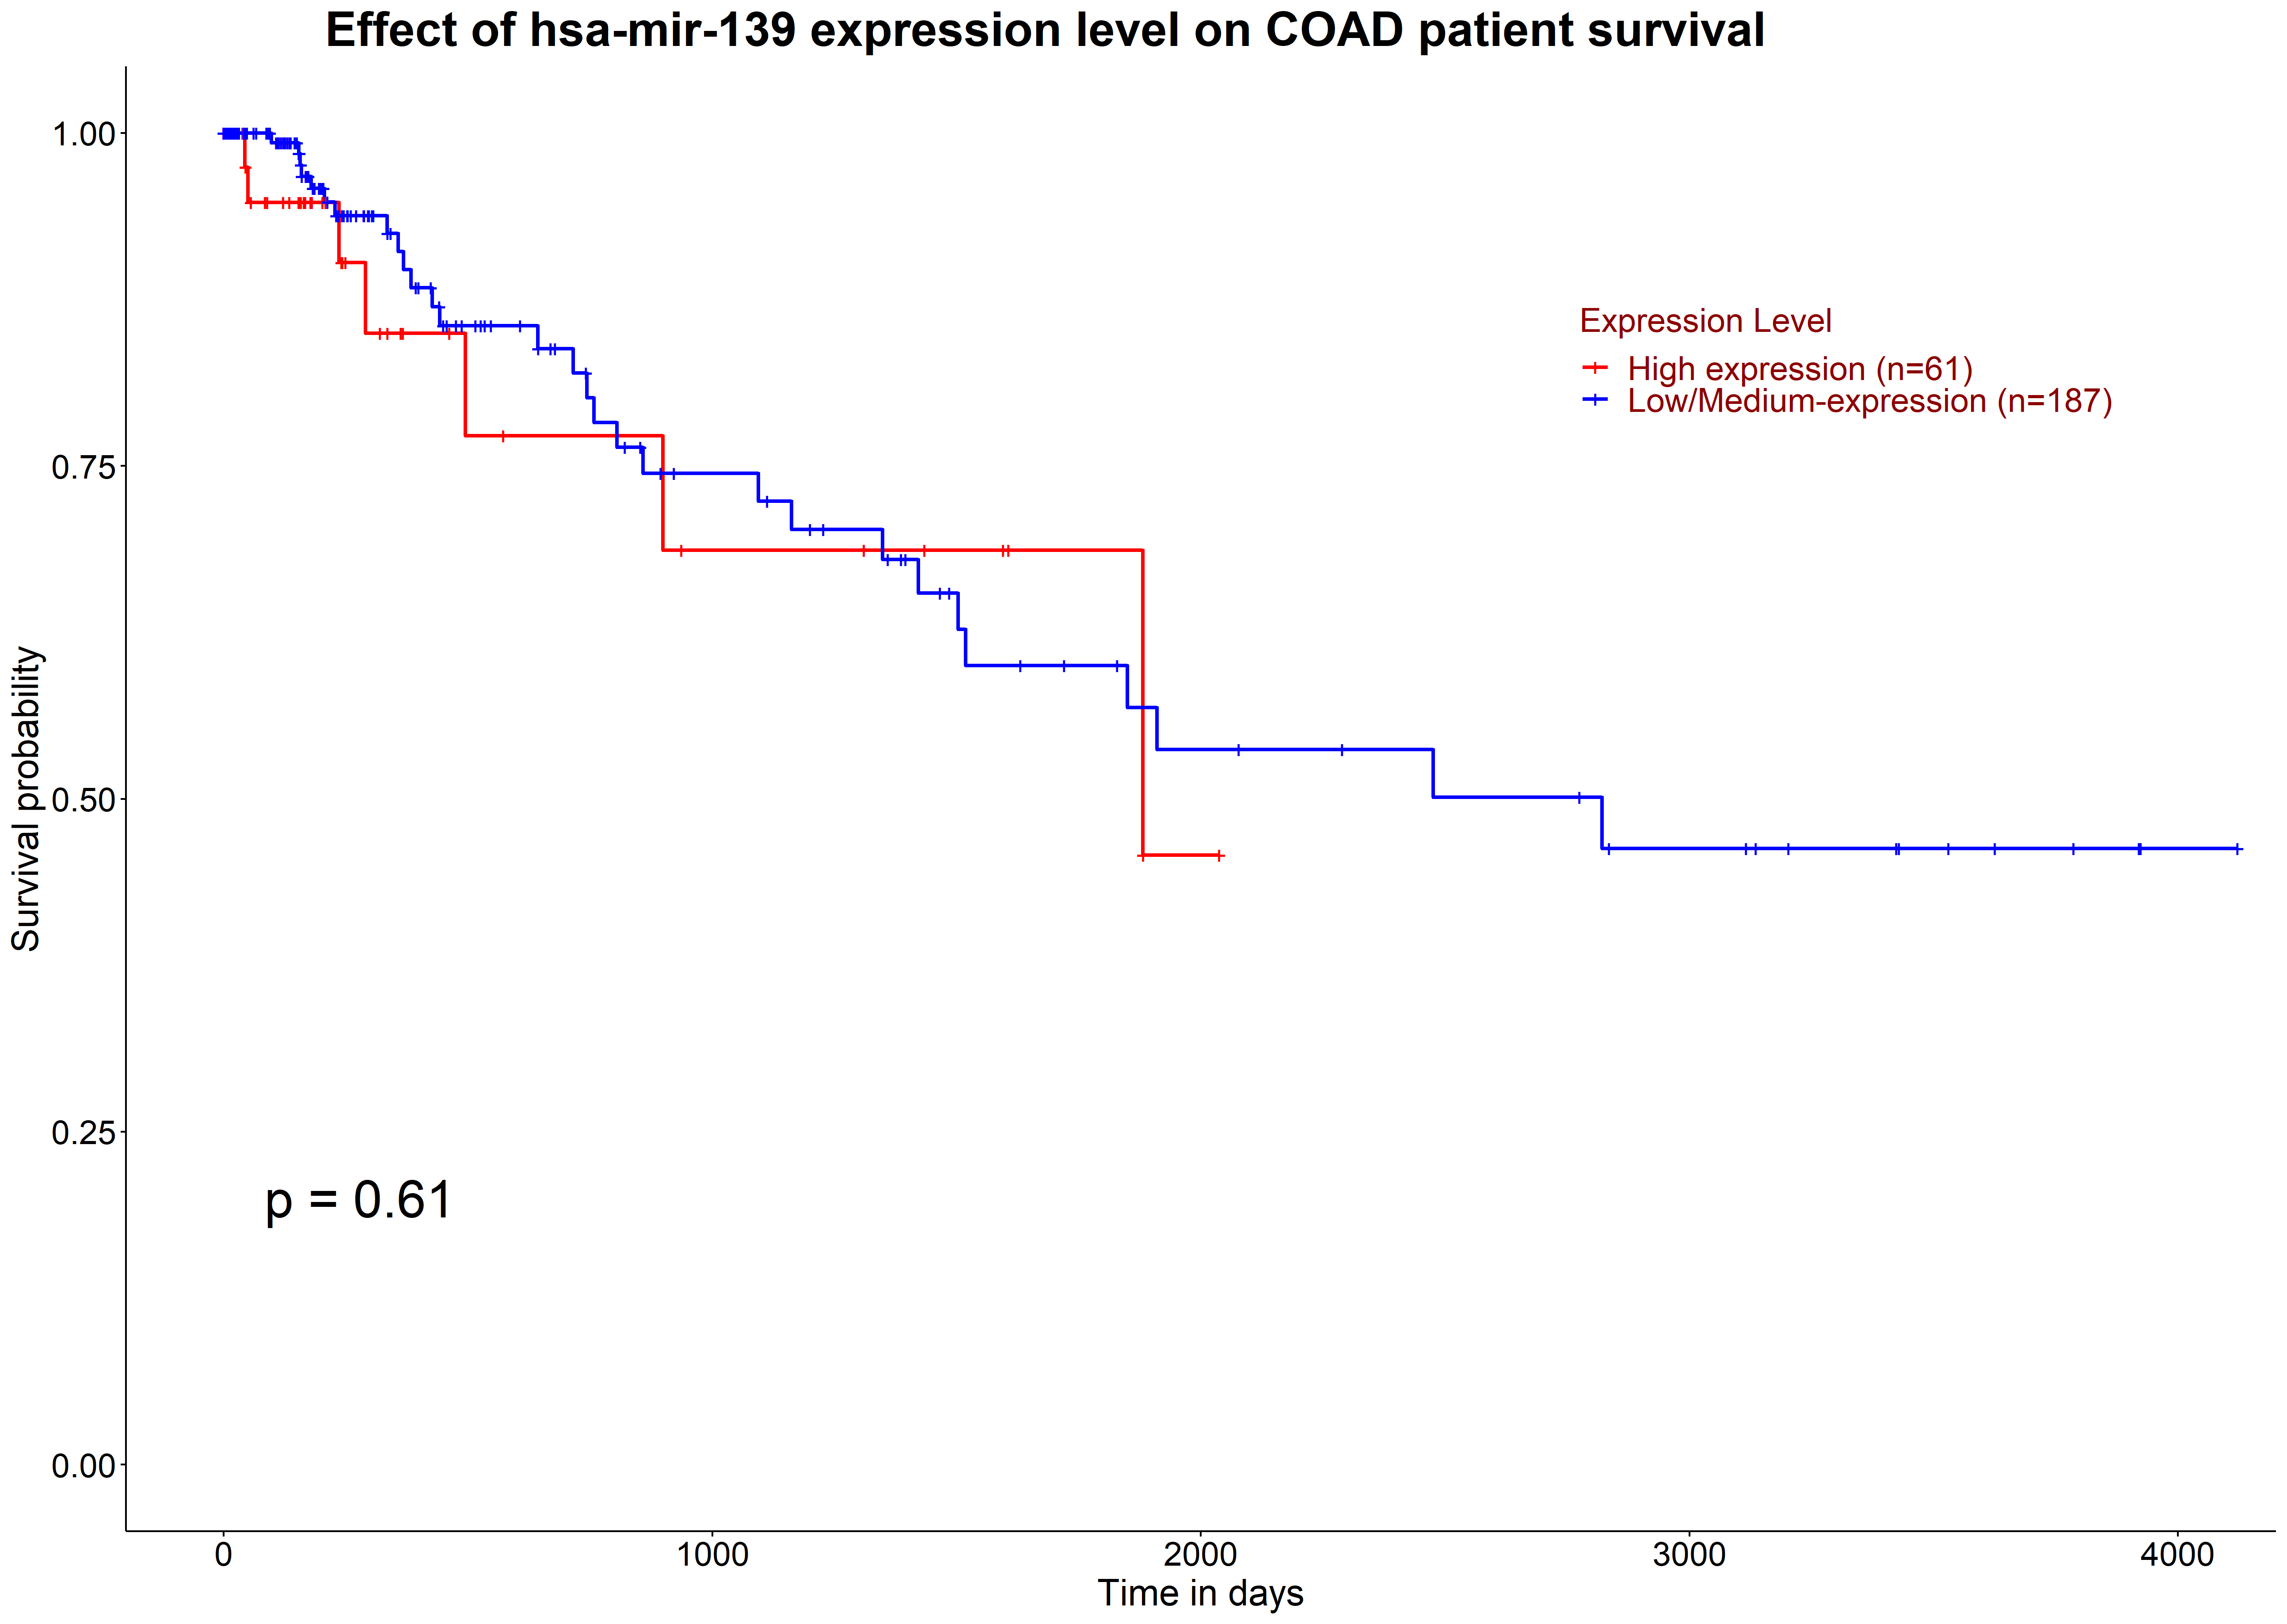 Effect of hsa-mir-139 expression level on COAD patient survival
1.00
0.75
0.50
0.25
0.00
Survival probability
Expression Level
High expression (n=61)
Low/Medium-expression (n=187)
p = 0.61
0 1000 2000 3000 4000
Time in days